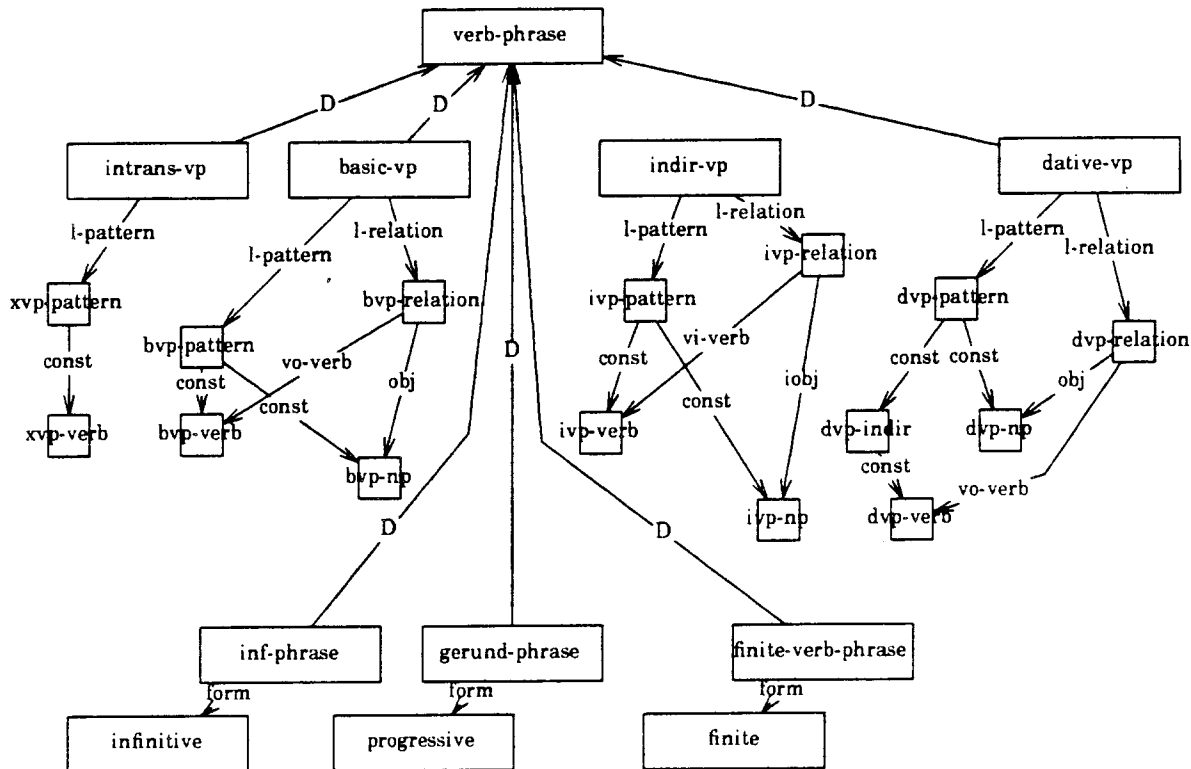 verb-phrase
D
D
D
intrans-vp
basic-vp
indir-vp
dative-vp
l-pattern
l-relation
l-pattern
l-pattern
l-relation
l-pattern
l-relation
ivp-relation
xvp-pattern
bvp-relation
ivp-pattern
dvp-pattern
bvp-pattern
vo-verb
D
vi-verb
dvp-relation
const
const
const
obj
const
const
iobj
const
const
obj
xvp-verb
bvp-verb
ivp-verb
dvp-indir
dvp-np
bvp-np
const
vo-verb
ivp-np
dvp-verb
D
D
inf-phrase
gerund-phrase
finite-verb-phrase
form
form
form
infinitive
progressive
finite